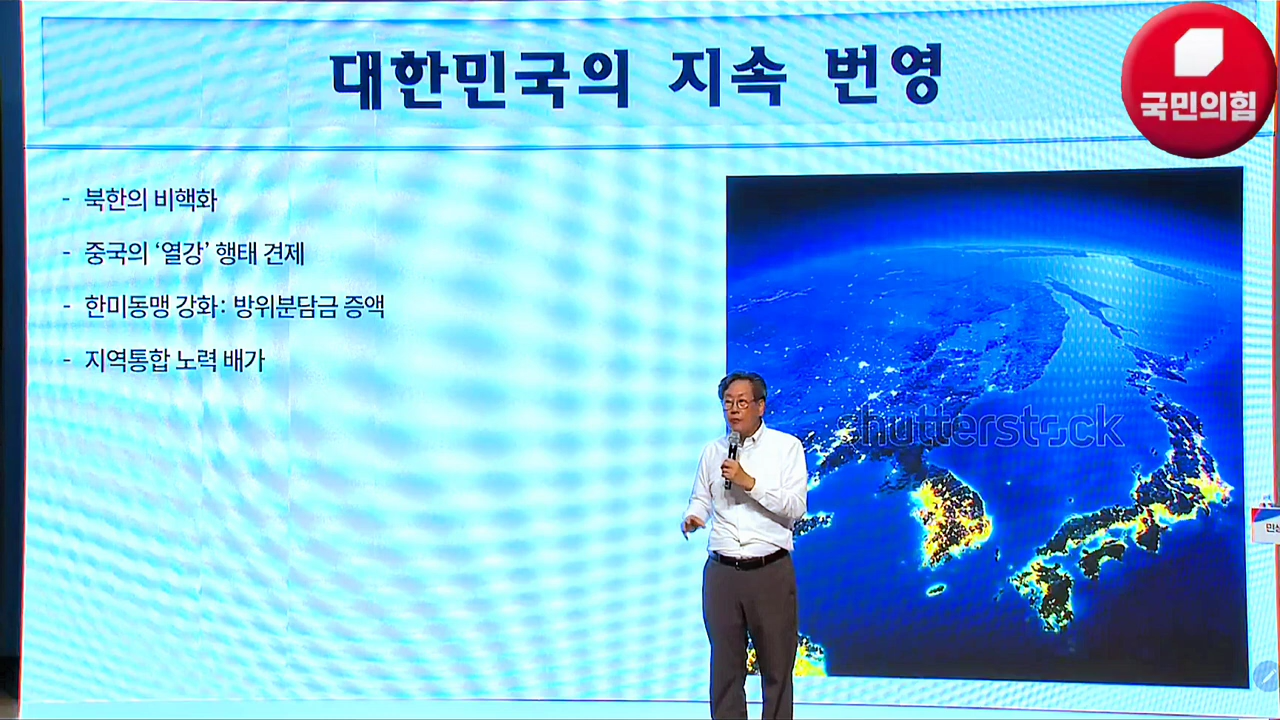 대한민국의 지속 번영
국민의힘
- 북한의 비핵화
- 중국의 ‘열강’ 행태 견제
- 한미동맹 강화: 방위분담금 증액
- 지역통합 노력 배가
shutterstock